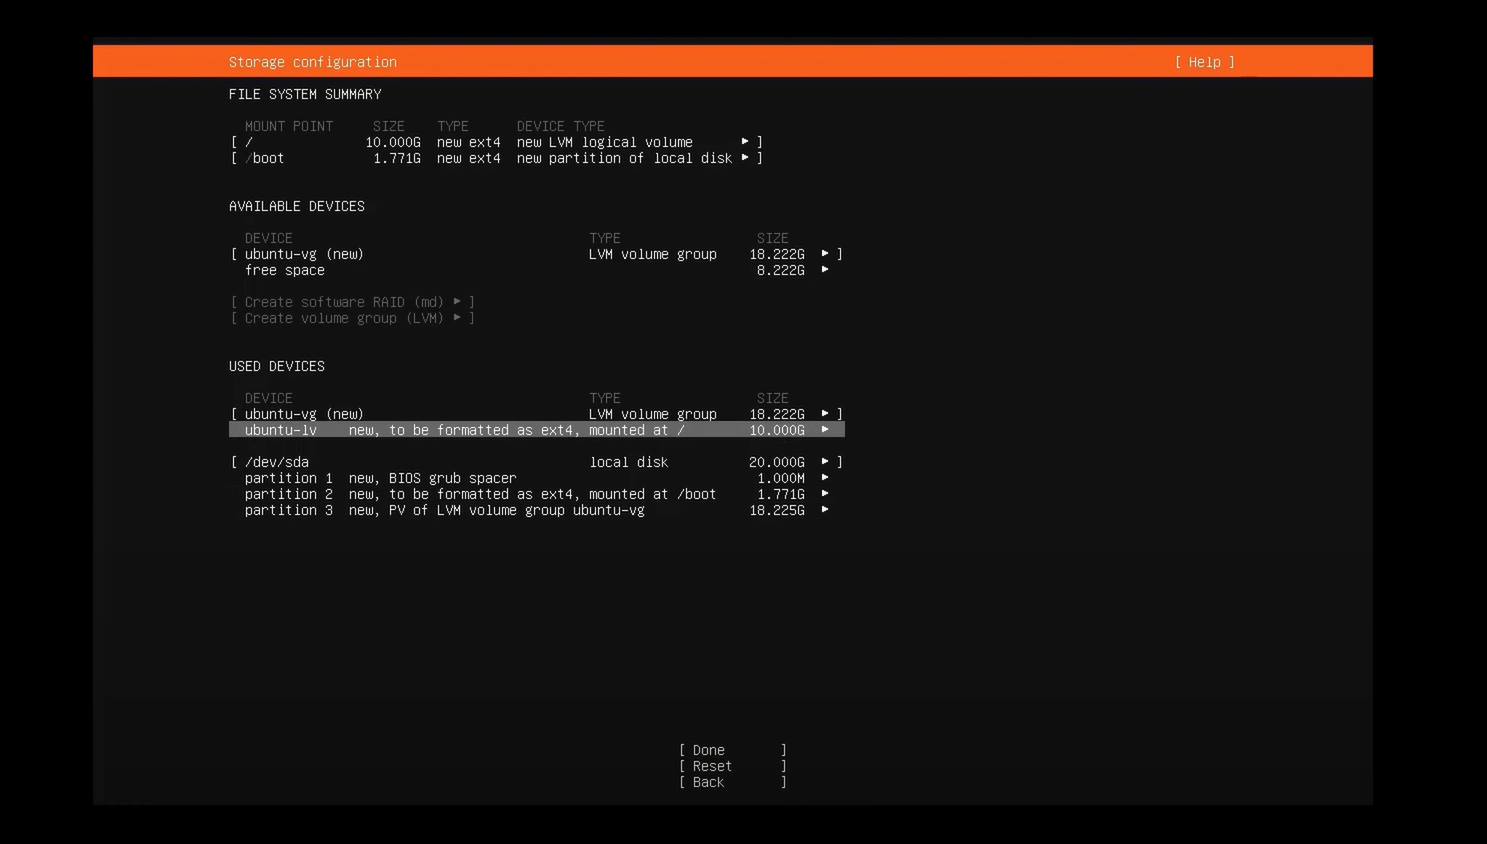 Storage configuration [ Help ]
FILE SYSTEM SUMMARY
MOUNT POINT SIZE TYPE DEVICE TYPE
[ / 10.000G new ext4 new LVM logical volume ▸ ]
[ /boot 1.771G new ext4 new partition of local disk ▸ ]
AVAILABLE DEVICES
DEVICE TYPE SIZE
[ ubuntu-vg (new) LVM volume group 18.222G ▸ ]
free space 8.222G ▸
[ Create software RAID (md) ▸ ]
[ Create volume group (LVM) ▸ ]
USED DEVICES
DEVICE TYPE SIZE
[ ubuntu-vg (new) LVM volume group 18.222G ▸ ]
ubuntu-lv new, to be formatted as ext4, mounted at / 10.000G ▸
[ /dev/sda local disk 20.000G ▸ ]
partition 1 new, BIOS grub spacer 1.000M ▸
partition 2 new, to be formatted as ext4, mounted at /boot 1.771G ▸
partition 3 new, PV of LVM volume group ubuntu-vg 18.225G ▸
[ Done ]
[ Reset ]
[ Back ]